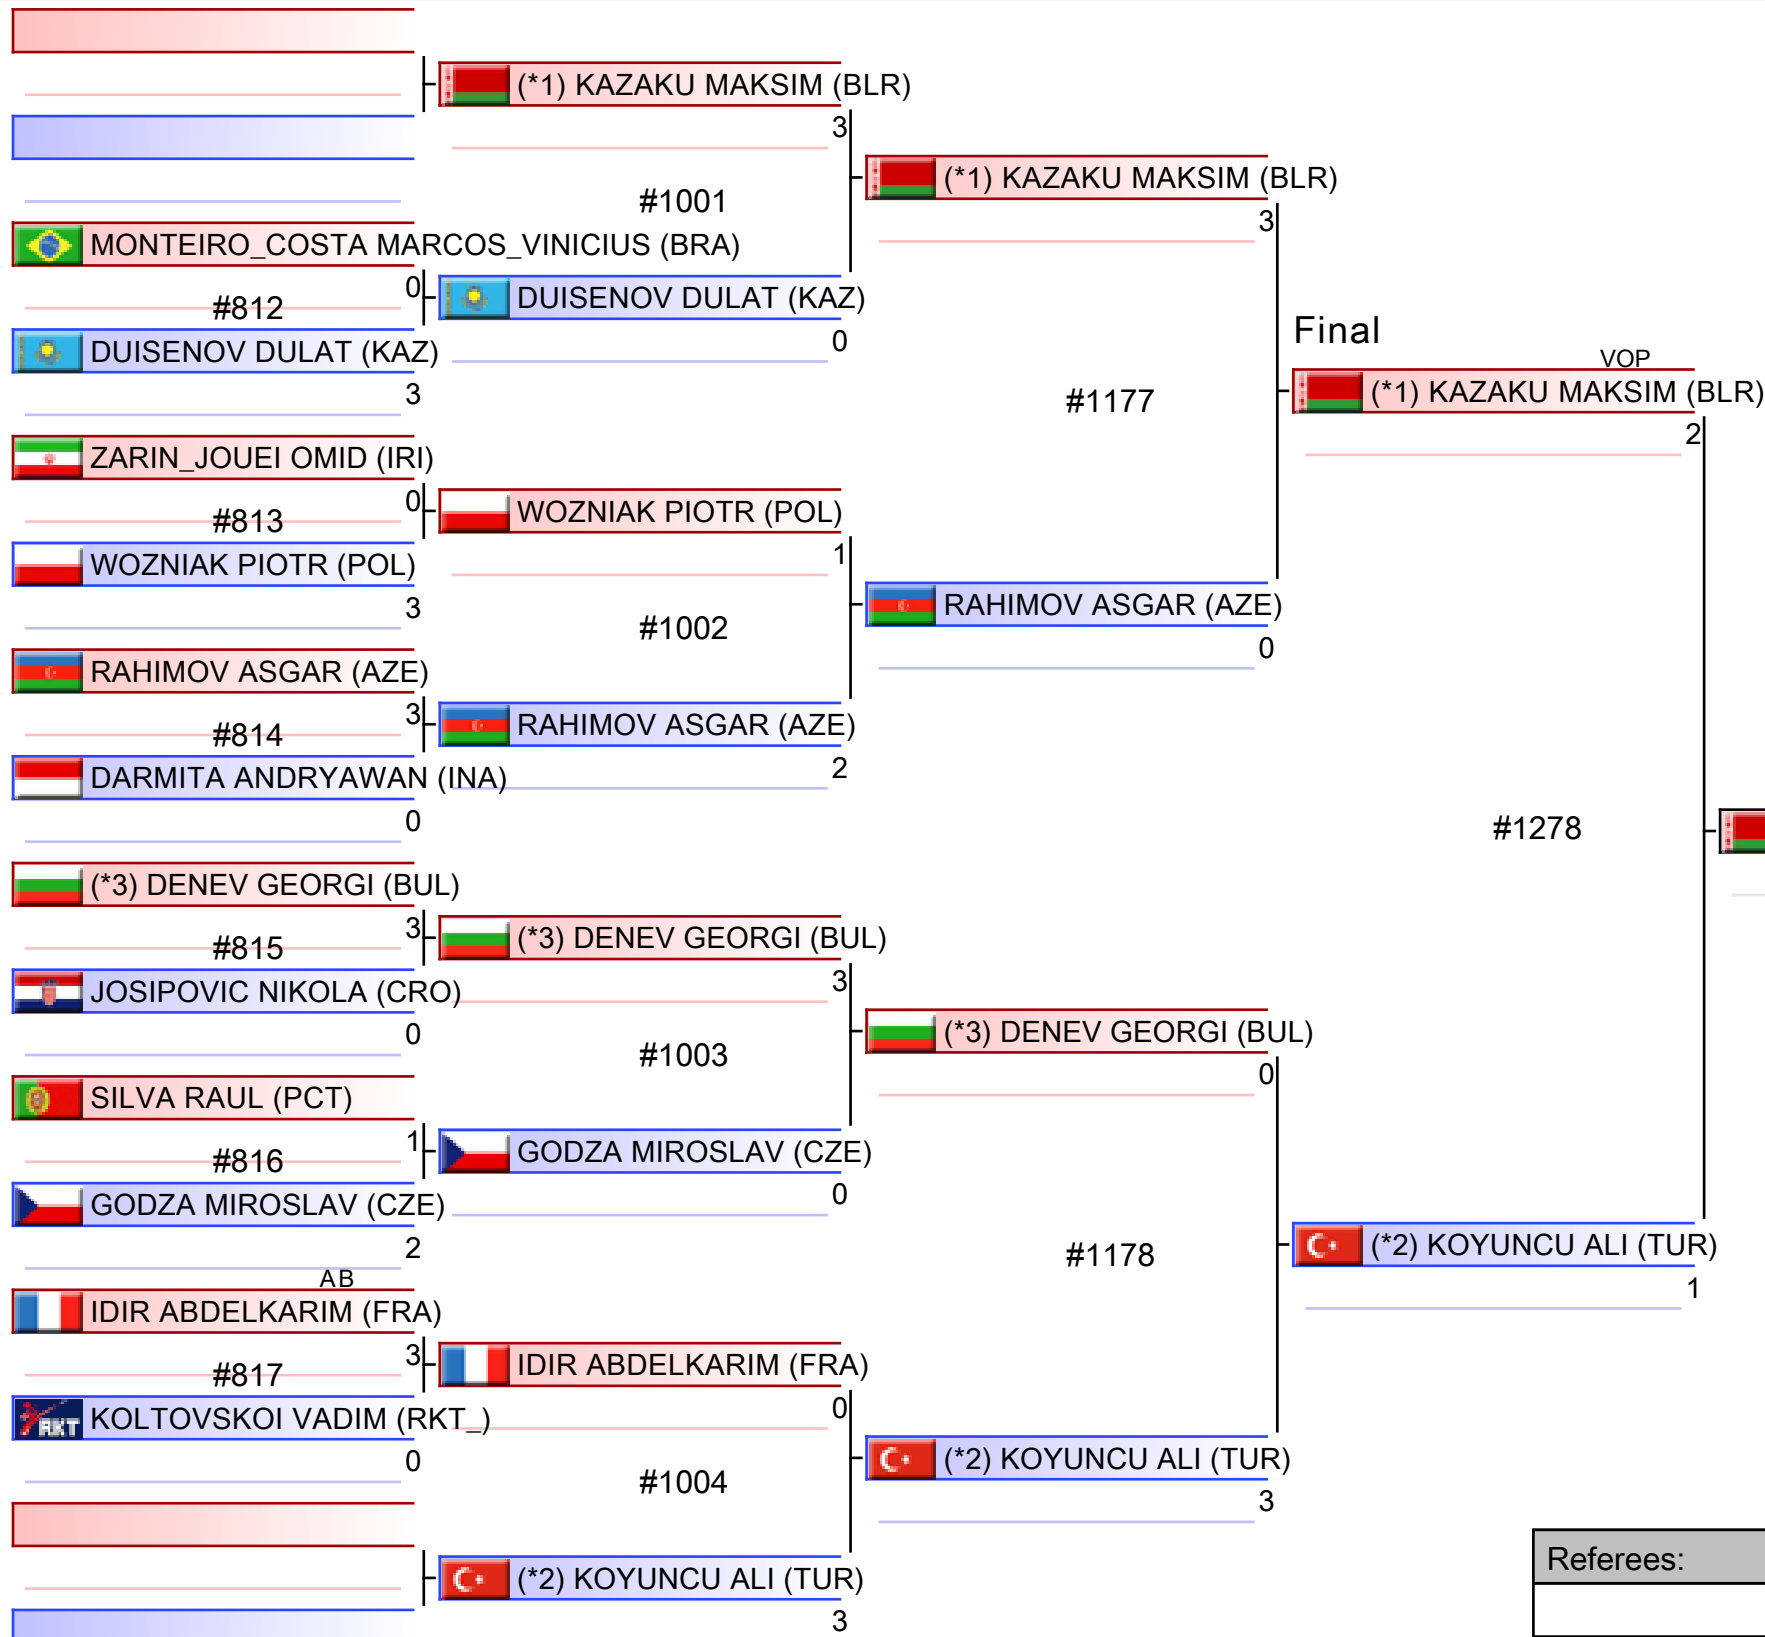 (*1) KAZAKU MAKSIM (BLR)
3
#1001
(*1) KAZAKU MAKSIM (BLR)
3
MONTEIRO_COSTA MARCOS_VINICIUS (BRA)
0
#812
DUISENOV DULAT (KAZ)
0
DUISENOV DULAT (KAZ)
3
Final
VOP
(*1) KAZAKU MAKSIM (BLR)
2
#1177
ZARIN_JOUEI OMID (IRI)
0
#813
WOZNIAK PIOTR (POL)
1
WOZNIAK PIOTR (POL)
3
#1002
RAHIMOV ASGAR (AZE)
0
RAHIMOV ASGAR (AZE)
3
#814
RAHIMOV ASGAR (AZE)
2
DARMITA ANDRYAWAN (INA)
0
#1278
(*3) DENEV GEORGI (BUL)
3
#815
(*3) DENEV GEORGI (BUL)
3
JOSIPOVIC NIKOLA (CRO)
0
#1003
(*3) DENEV GEORGI (BUL)
0
SILVA RAUL (PCT)
1
#816
GODZA MIROSLAV (CZE)
0
GODZA MIROSLAV (CZE)
2
#1178
(*2) KOYUNCU ALI (TUR)
1
AB
IDIR ABDELKARIM (FRA)
3
#817
IDIR ABDELKARIM (FRA)
0
RKT
KOLTOVSKOI VADIM (RKT_)
0
#1004
(*2) KOYUNCU ALI (TUR)
3
(*2) KOYUNCU ALI (TUR)
3
Referees: